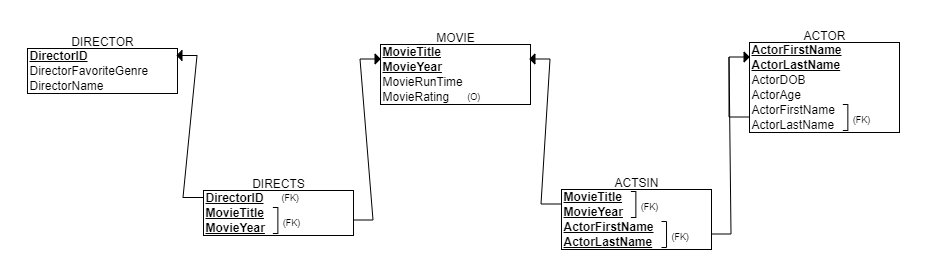 DIRECTOR
DirectorID
DirectorFavoriteGenre
DirectorName
MOVIE
MovieTitle
MovieYear
MovieRunTime
MovieRating (O)
ACTOR
ActorFirstName
ActorLastName
ActorDOB
ActorAge
ActorFirstName
ActorLastName
(FK)
DIRECTS
DirectorID (FK)
MovieTitle
MovieYear
(FK)
ACTSIN
MovieTitle
MovieYear
(FK)
ActorFirstName
ActorLastName
(FK)